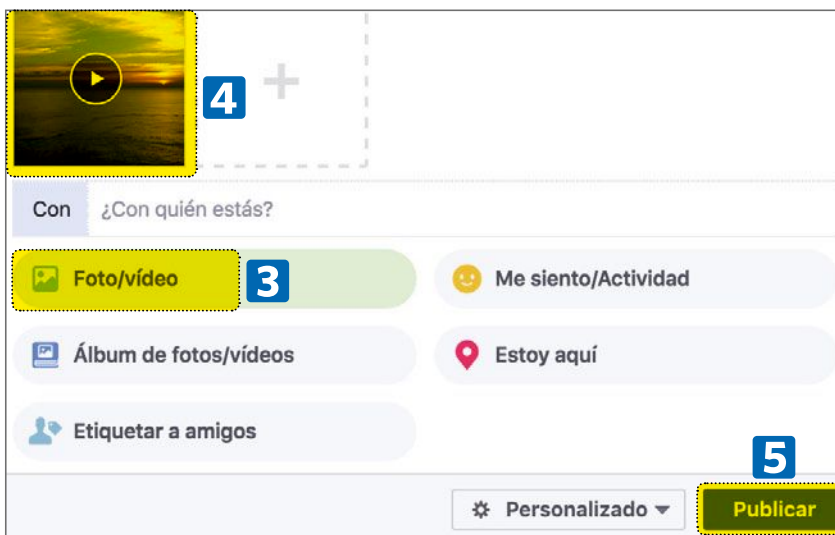 4
Con ¿Con quién estás?
Foto/vídeo 3 Me siento/Actividad
Álbum de fotos/vídeos Estoy aquí
Etiquetar a amigos
5
Personalizado Publicar